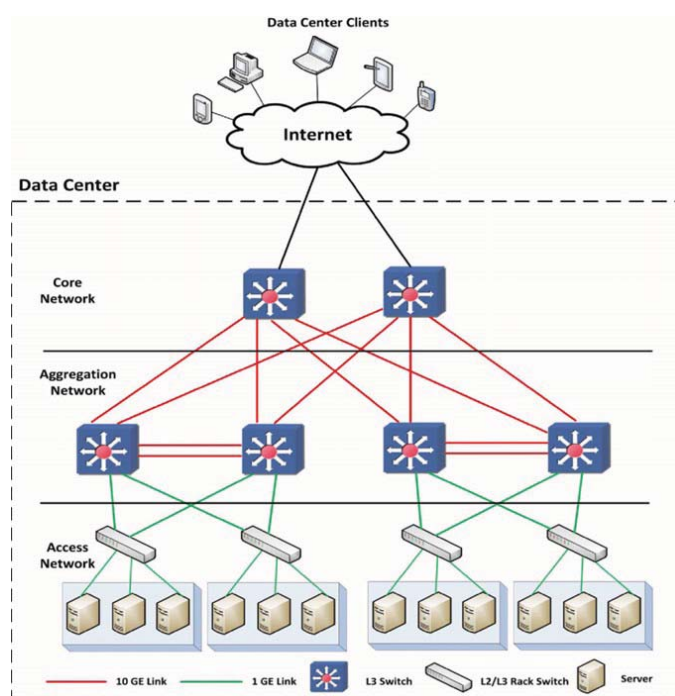 Data Center Clients
Internet
Data Center
Core
Network
Aggregation
Network
Access
Network
10 GE Link
1 GE Link
L3 Switch
L2/L3 Rack Switch
Server